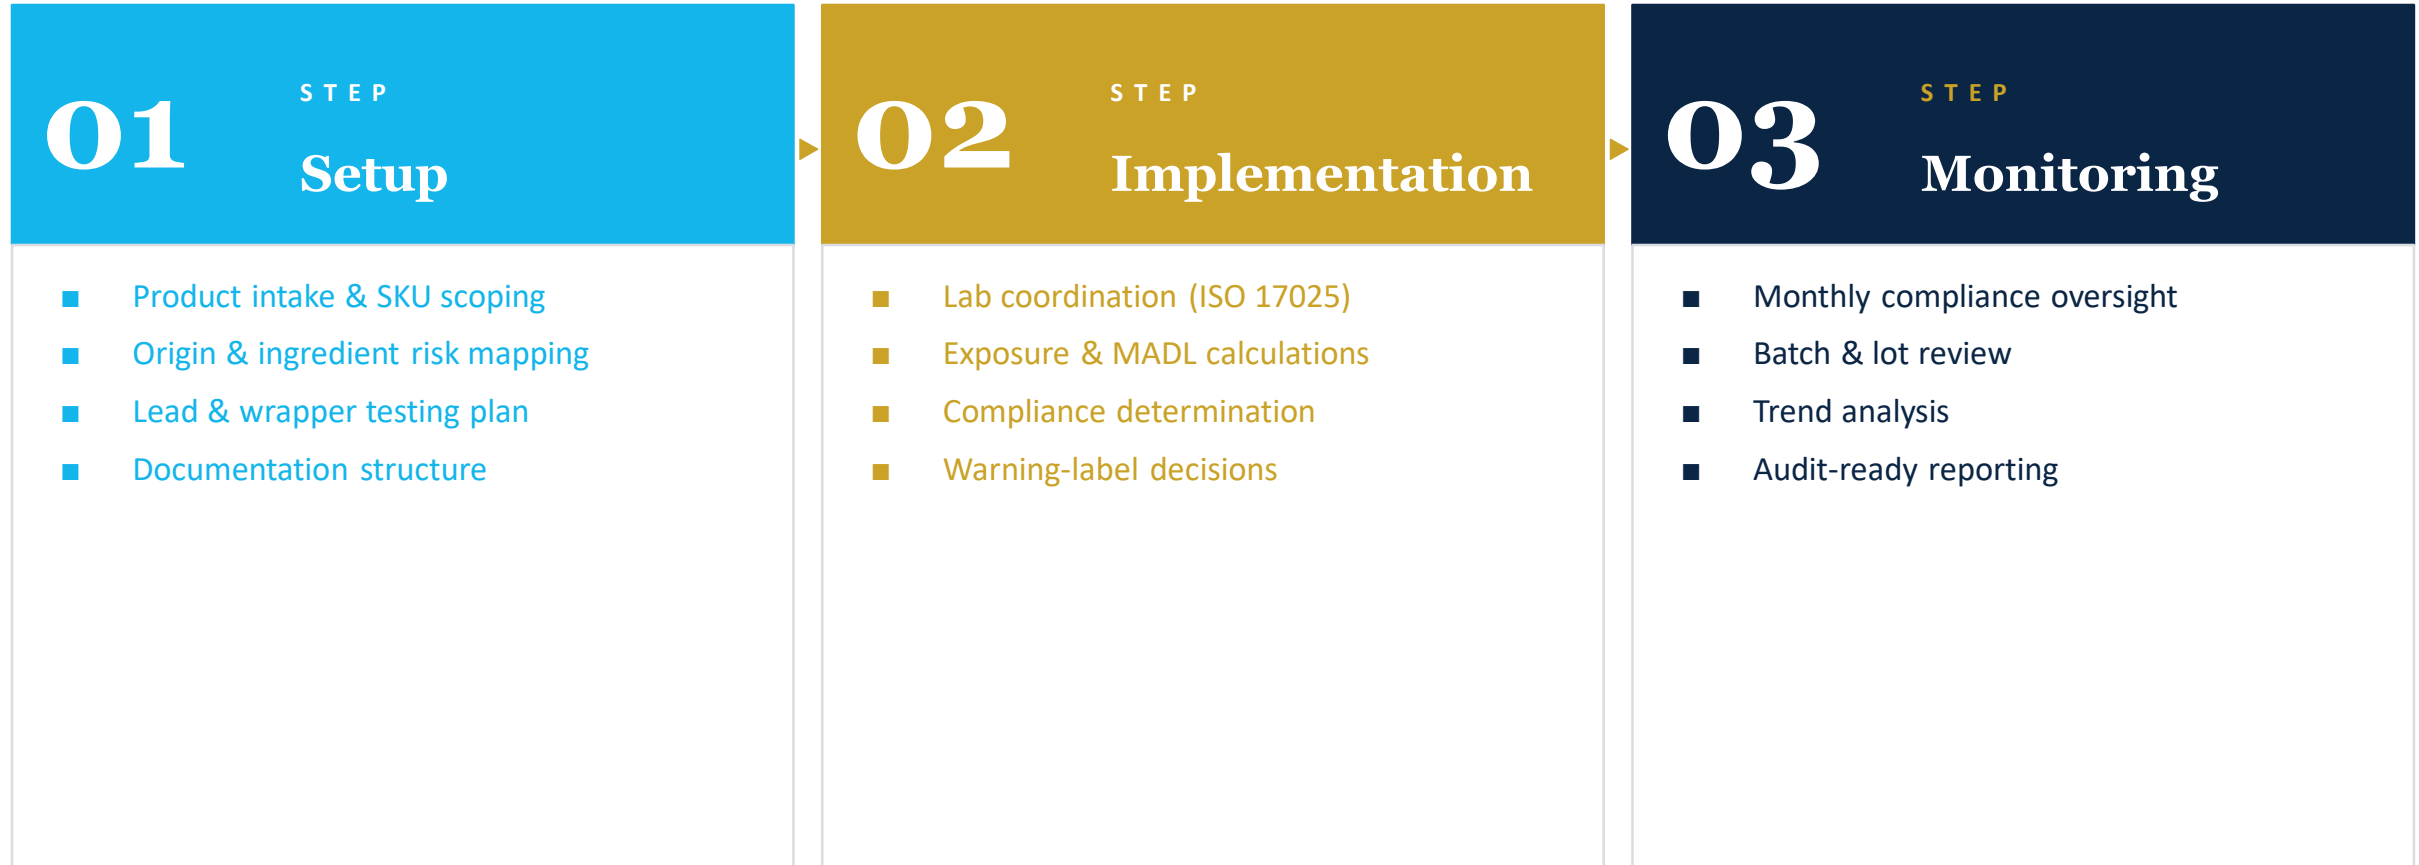 01
STEP
Setup
■ Product intake & SKU scoping
■ Origin & ingredient risk mapping
■ Lead & wrapper testing plan
■ Documentation structure
02
STEP
Implementation
■ Lab coordination (ISO 17025)
■ Exposure & MADL calculations
■ Compliance determination
■ Warning-label decisions
03
STEP
Monitoring
■ Monthly compliance oversight
■ Batch & lot review
■ Trend analysis
■ Audit-ready reporting